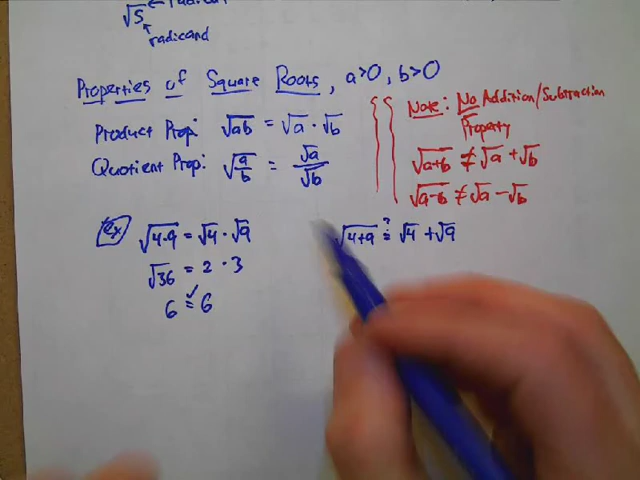 √5 ← radical
radicand
Properties of Square Roots, a>0, b>0
Product Prop: √ab = √a · √b
Quotient Prop: √a/b = √a/√b
Note: No Addition/Subtraction
Property
√a+b ≠ √a + √b
√a-b ≠ √a - √b
Ex √4·9 = √4 · √9
√36 = 2 · 3
6 = 6 ✓
√4+9 ≟ √4 + √9